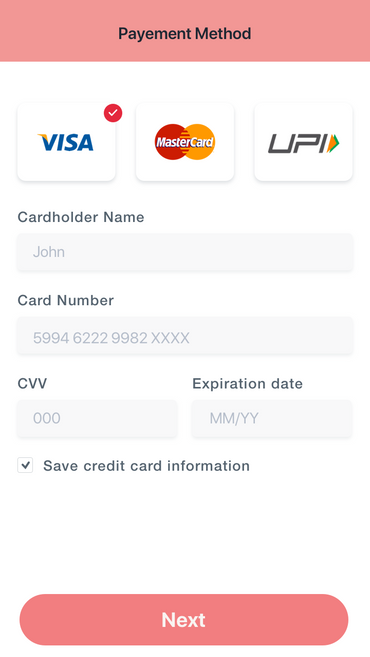 Payement Method
VISA MasterCard UPI
Cardholder Name
John
Card Number
5994 6222 9982 XXXX
CVV Expiration date
000 MM/YY
Save credit card information
Next